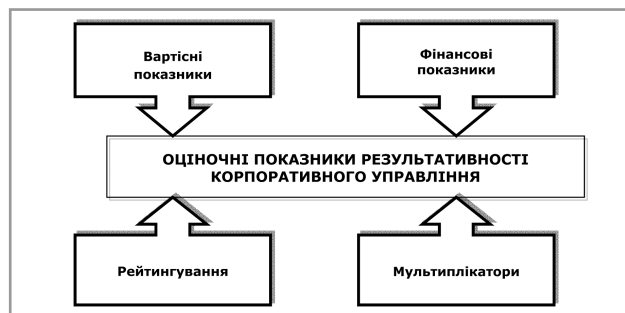 Вартісні
показники
Фінансові
показники
ОЦІНОЧНІ ПОКАЗНИКИ РЕЗУЛЬТАТИВНОСТІ
КОРПОРАТИВНОГО УПРАВЛІННЯ
Рейтингування
Мультиплікатори